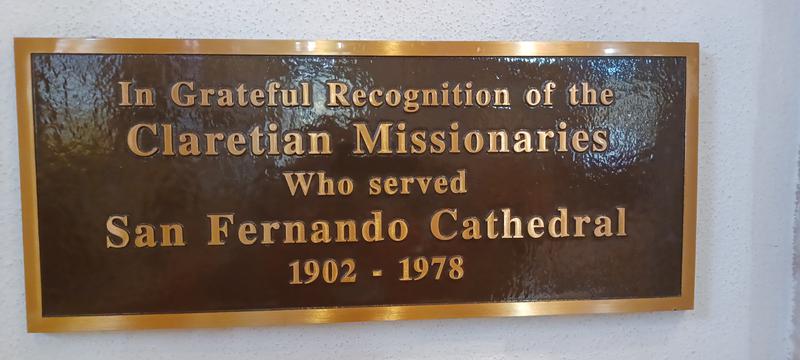 In Grateful Recognition of the
Claretian Missionaries
Who served
San Fernando Cathedral
1902 - 1978